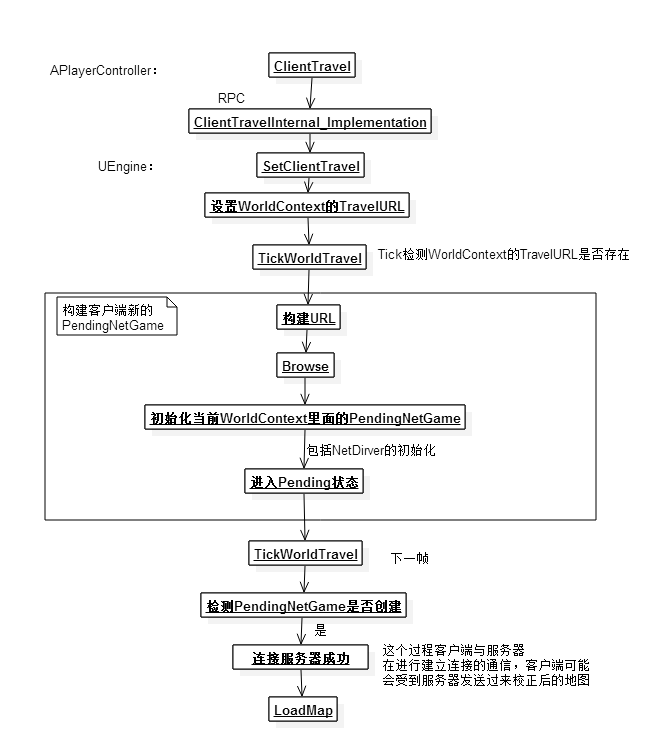 ClientTravel
APlayerController：
RPC
ClientTravelInternal_Implementation
UEngine：
SetClientTravel
设置WorldContext的TravelURL
TickWorldTravel
Tick检测WorldContext的TravelURL是否存在
构建客户端新的
PendingNetGame
构建URL
Browse
初始化当前WorldContext里面的PendingNetGame
包括NetDirver的初始化
进入Pending状态
TickWorldTravel
下一帧
检测PendingNetGame是否创建
是
连接服务器成功
这个过程客户端与服务器
在进行建立连接的通信，客户端可能
会受到服务器发送过来校正后的地图
LoadMap